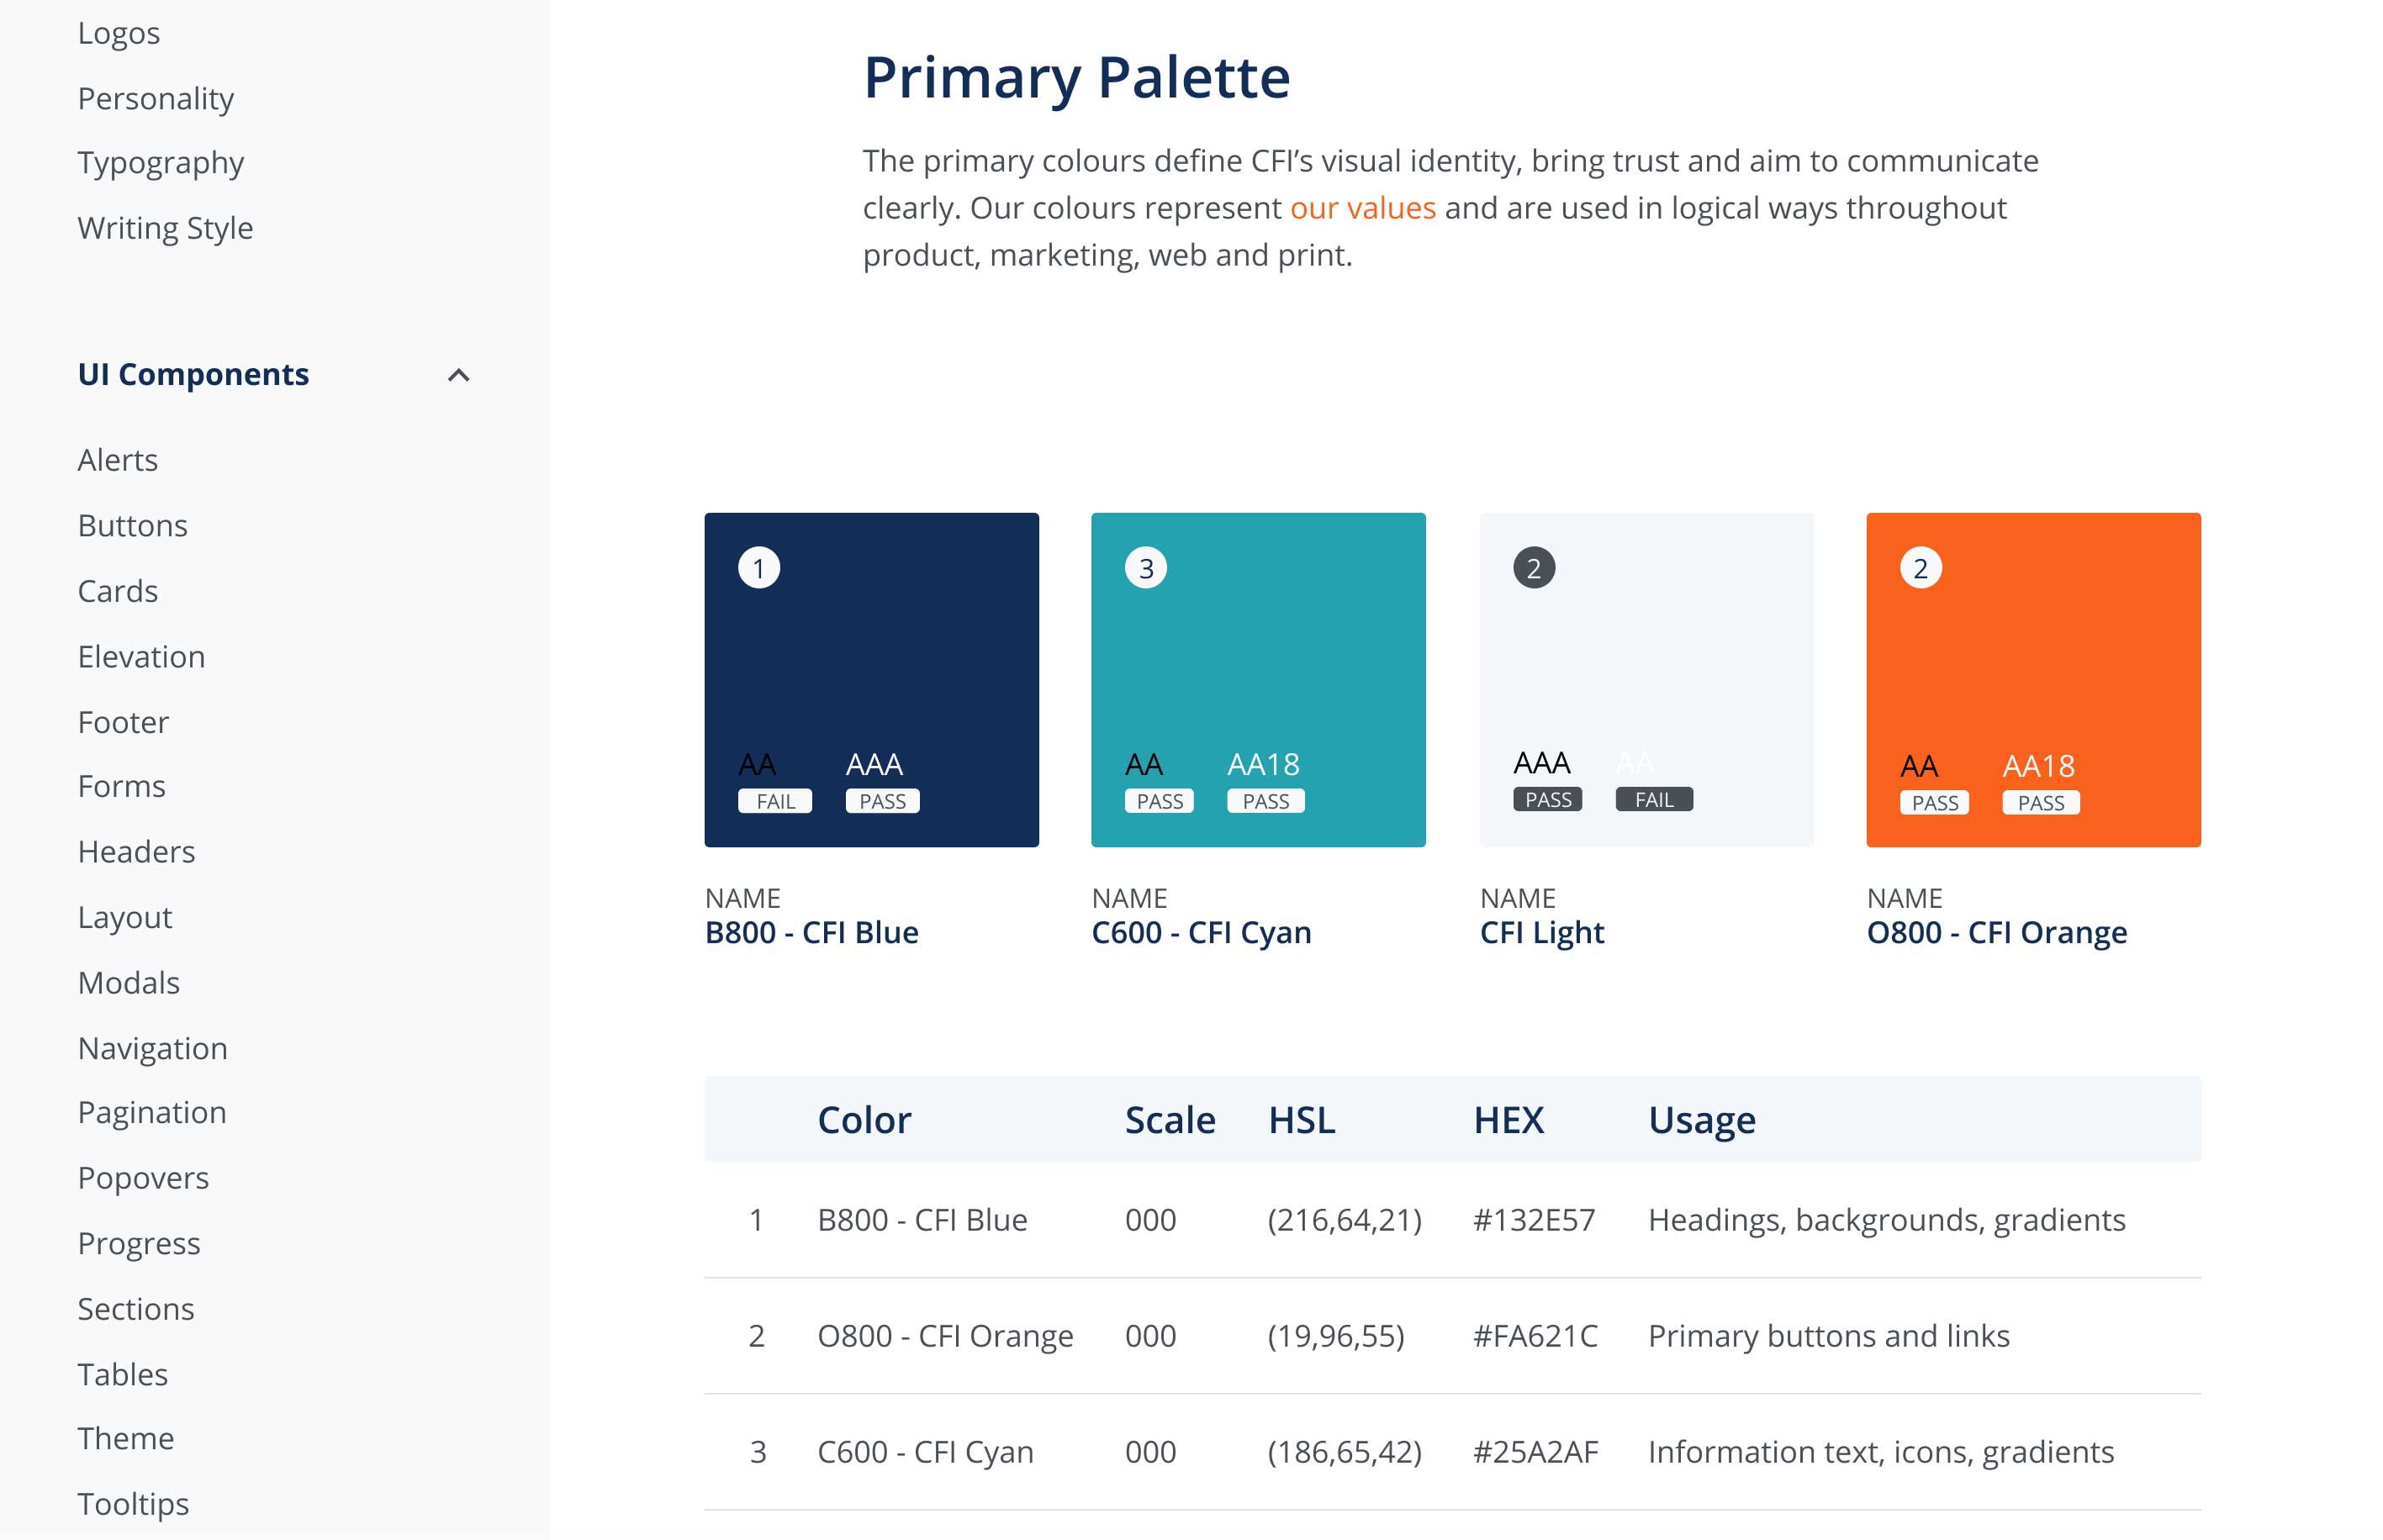 Logos
Personality
Typography
Writing Style
UI Components
Alerts
Buttons
Cards
Elevation
Footer
Forms
Headers
Layout
Modals
Navigation
Pagination
Popovers
Progress
Sections
Tables
Theme
Tooltips
Primary Palette
The primary colours define CFI’s visual identity, bring trust and aim to communicate
clearly. Our colours represent our values and are used in logical ways throughout
product, marketing, web and print.
1
AA AAA
FAIL PASS
NAME
B800 - CFI Blue
3
AA AA18
PASS PASS
NAME
C600 - CFI Cyan
2
AAA AA
PASS FAIL
NAME
CFI Light
2
AA AA18
PASS PASS
NAME
O800 - CFI Orange
Color Scale HSL HEX Usage
1 B800 - CFI Blue 000 (216,64,21) #132E57 Headings, backgrounds, gradients
2 O800 - CFI Orange 000 (19,96,55) #FA621C Primary buttons and links
3 C600 - CFI Cyan 000 (186,65,42) #25A2AF Information text, icons, gradients